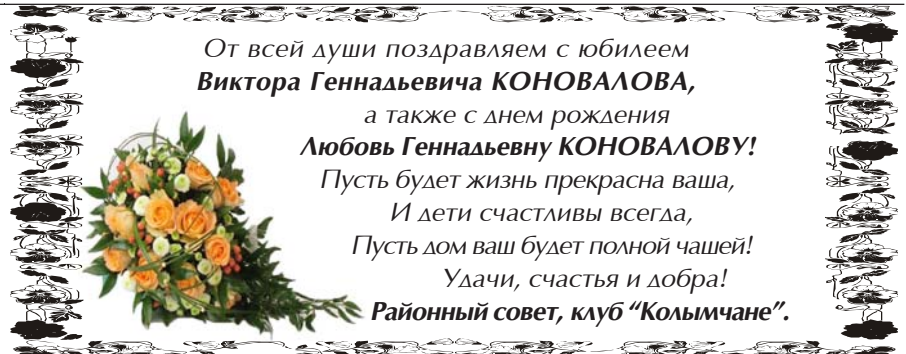 От всей души поздравляем с юбилеем
Виктора Геннадьевича КОНОВАЛОВА,
а также с днем рождения
Любовь Геннадьевну КОНОВАЛОВУ!
Пусть будет жизнь прекрасна ваша,
И дети счастливы всегда,
Пусть дом ваш будет полной чашей!
Удачи, счастья и добра!
Районный совет, клуб “Колымчане”.